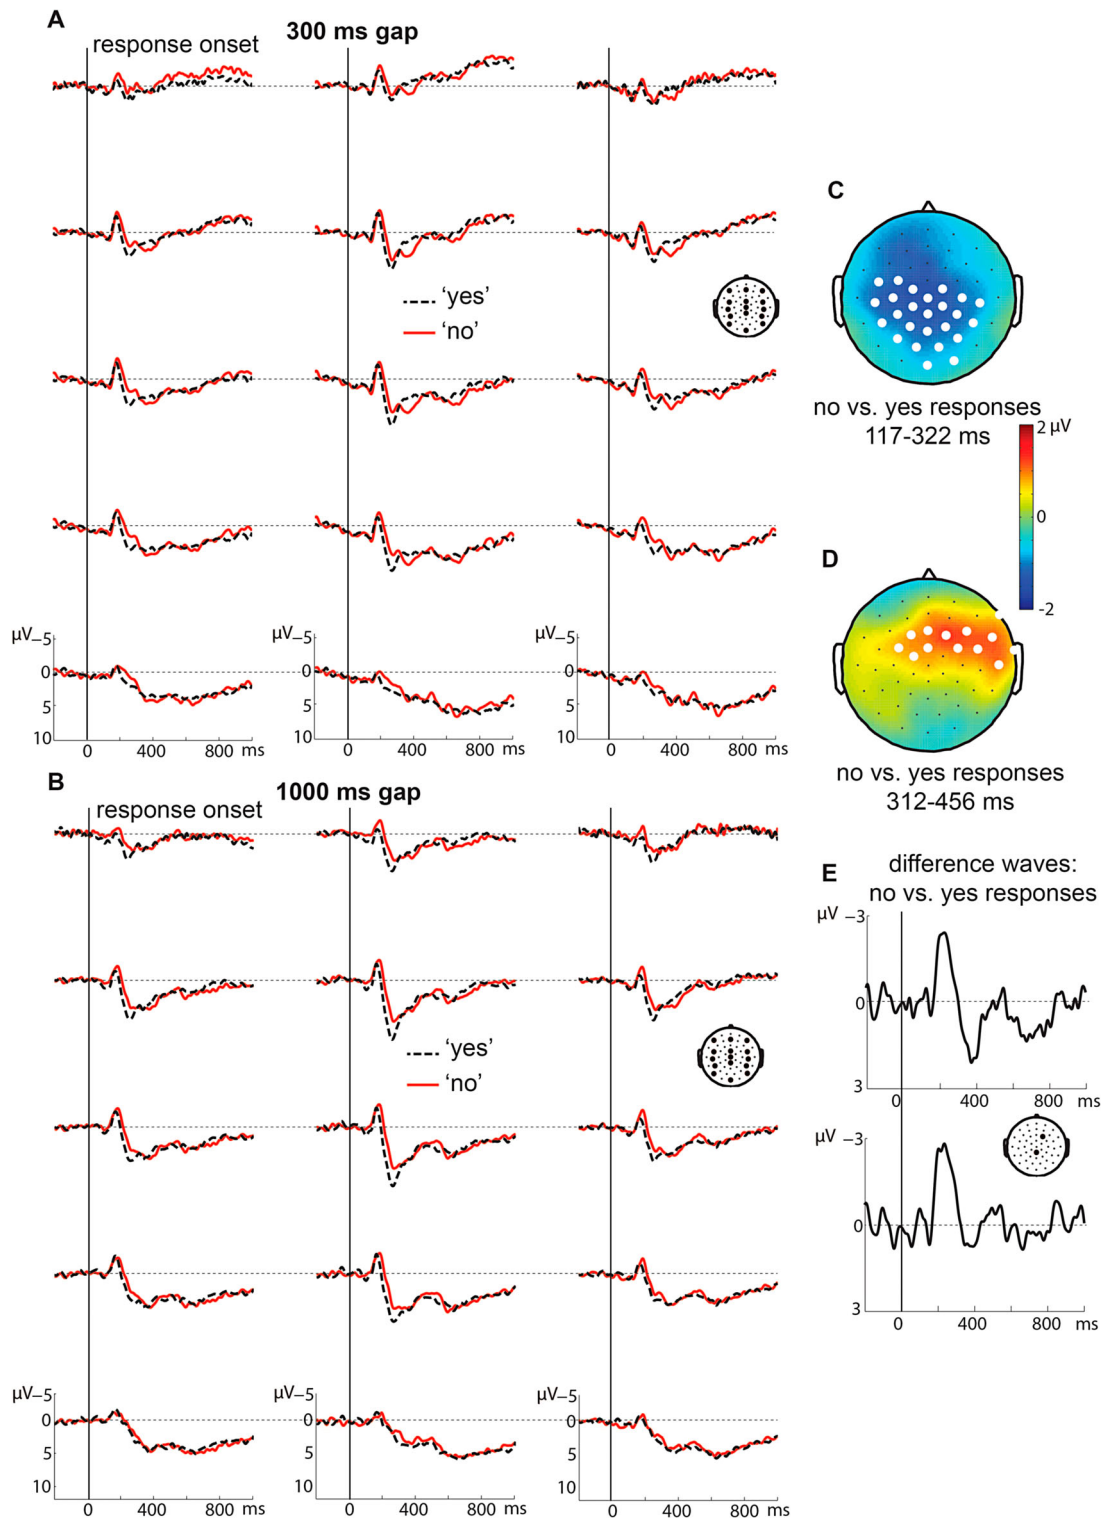 A
300 ms gap
response onset
'yes'
'no'
μV –5
0
5
10
0 400 800 ms
–5
0
5
10
0 400 800 ms
μV –5
0
5
10
0 400 800 ms
B
1000 ms gap
response onset
'yes'
'no'
μV –5
0
5
10
0 400 800 ms
μV –5
0
5
10
0 400 800 ms
μV –5
0
5
10
0 400 800 ms
C
no vs. yes responses
117-322 ms
2 μV
0
-2
D
no vs. yes responses
312-456 ms
E
difference waves:
no vs. yes responses
μV –3
0
3
0 400 800 ms
μV –3
0
3
0 400 800 ms